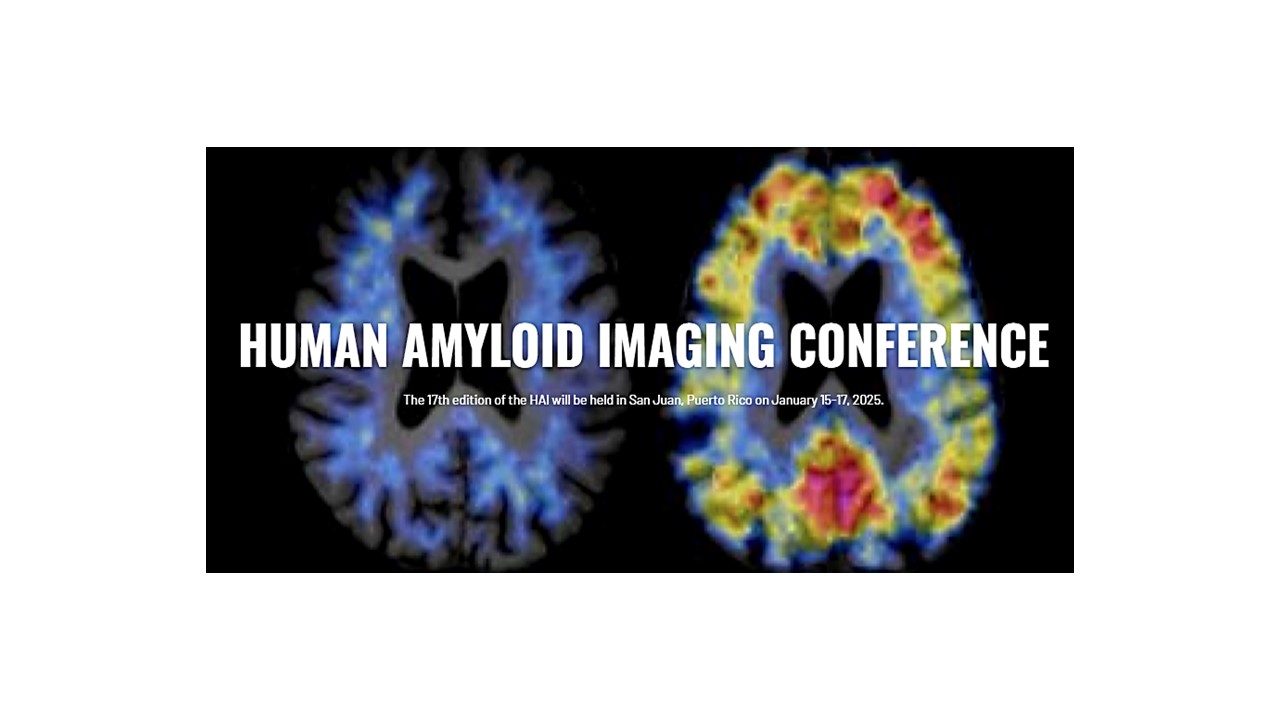 HUMAN AMYLOID IMAGING CONFERENCE
The 17th edition of the HAI will be held in San Juan, Puerto Rico on January 15-17, 2025.